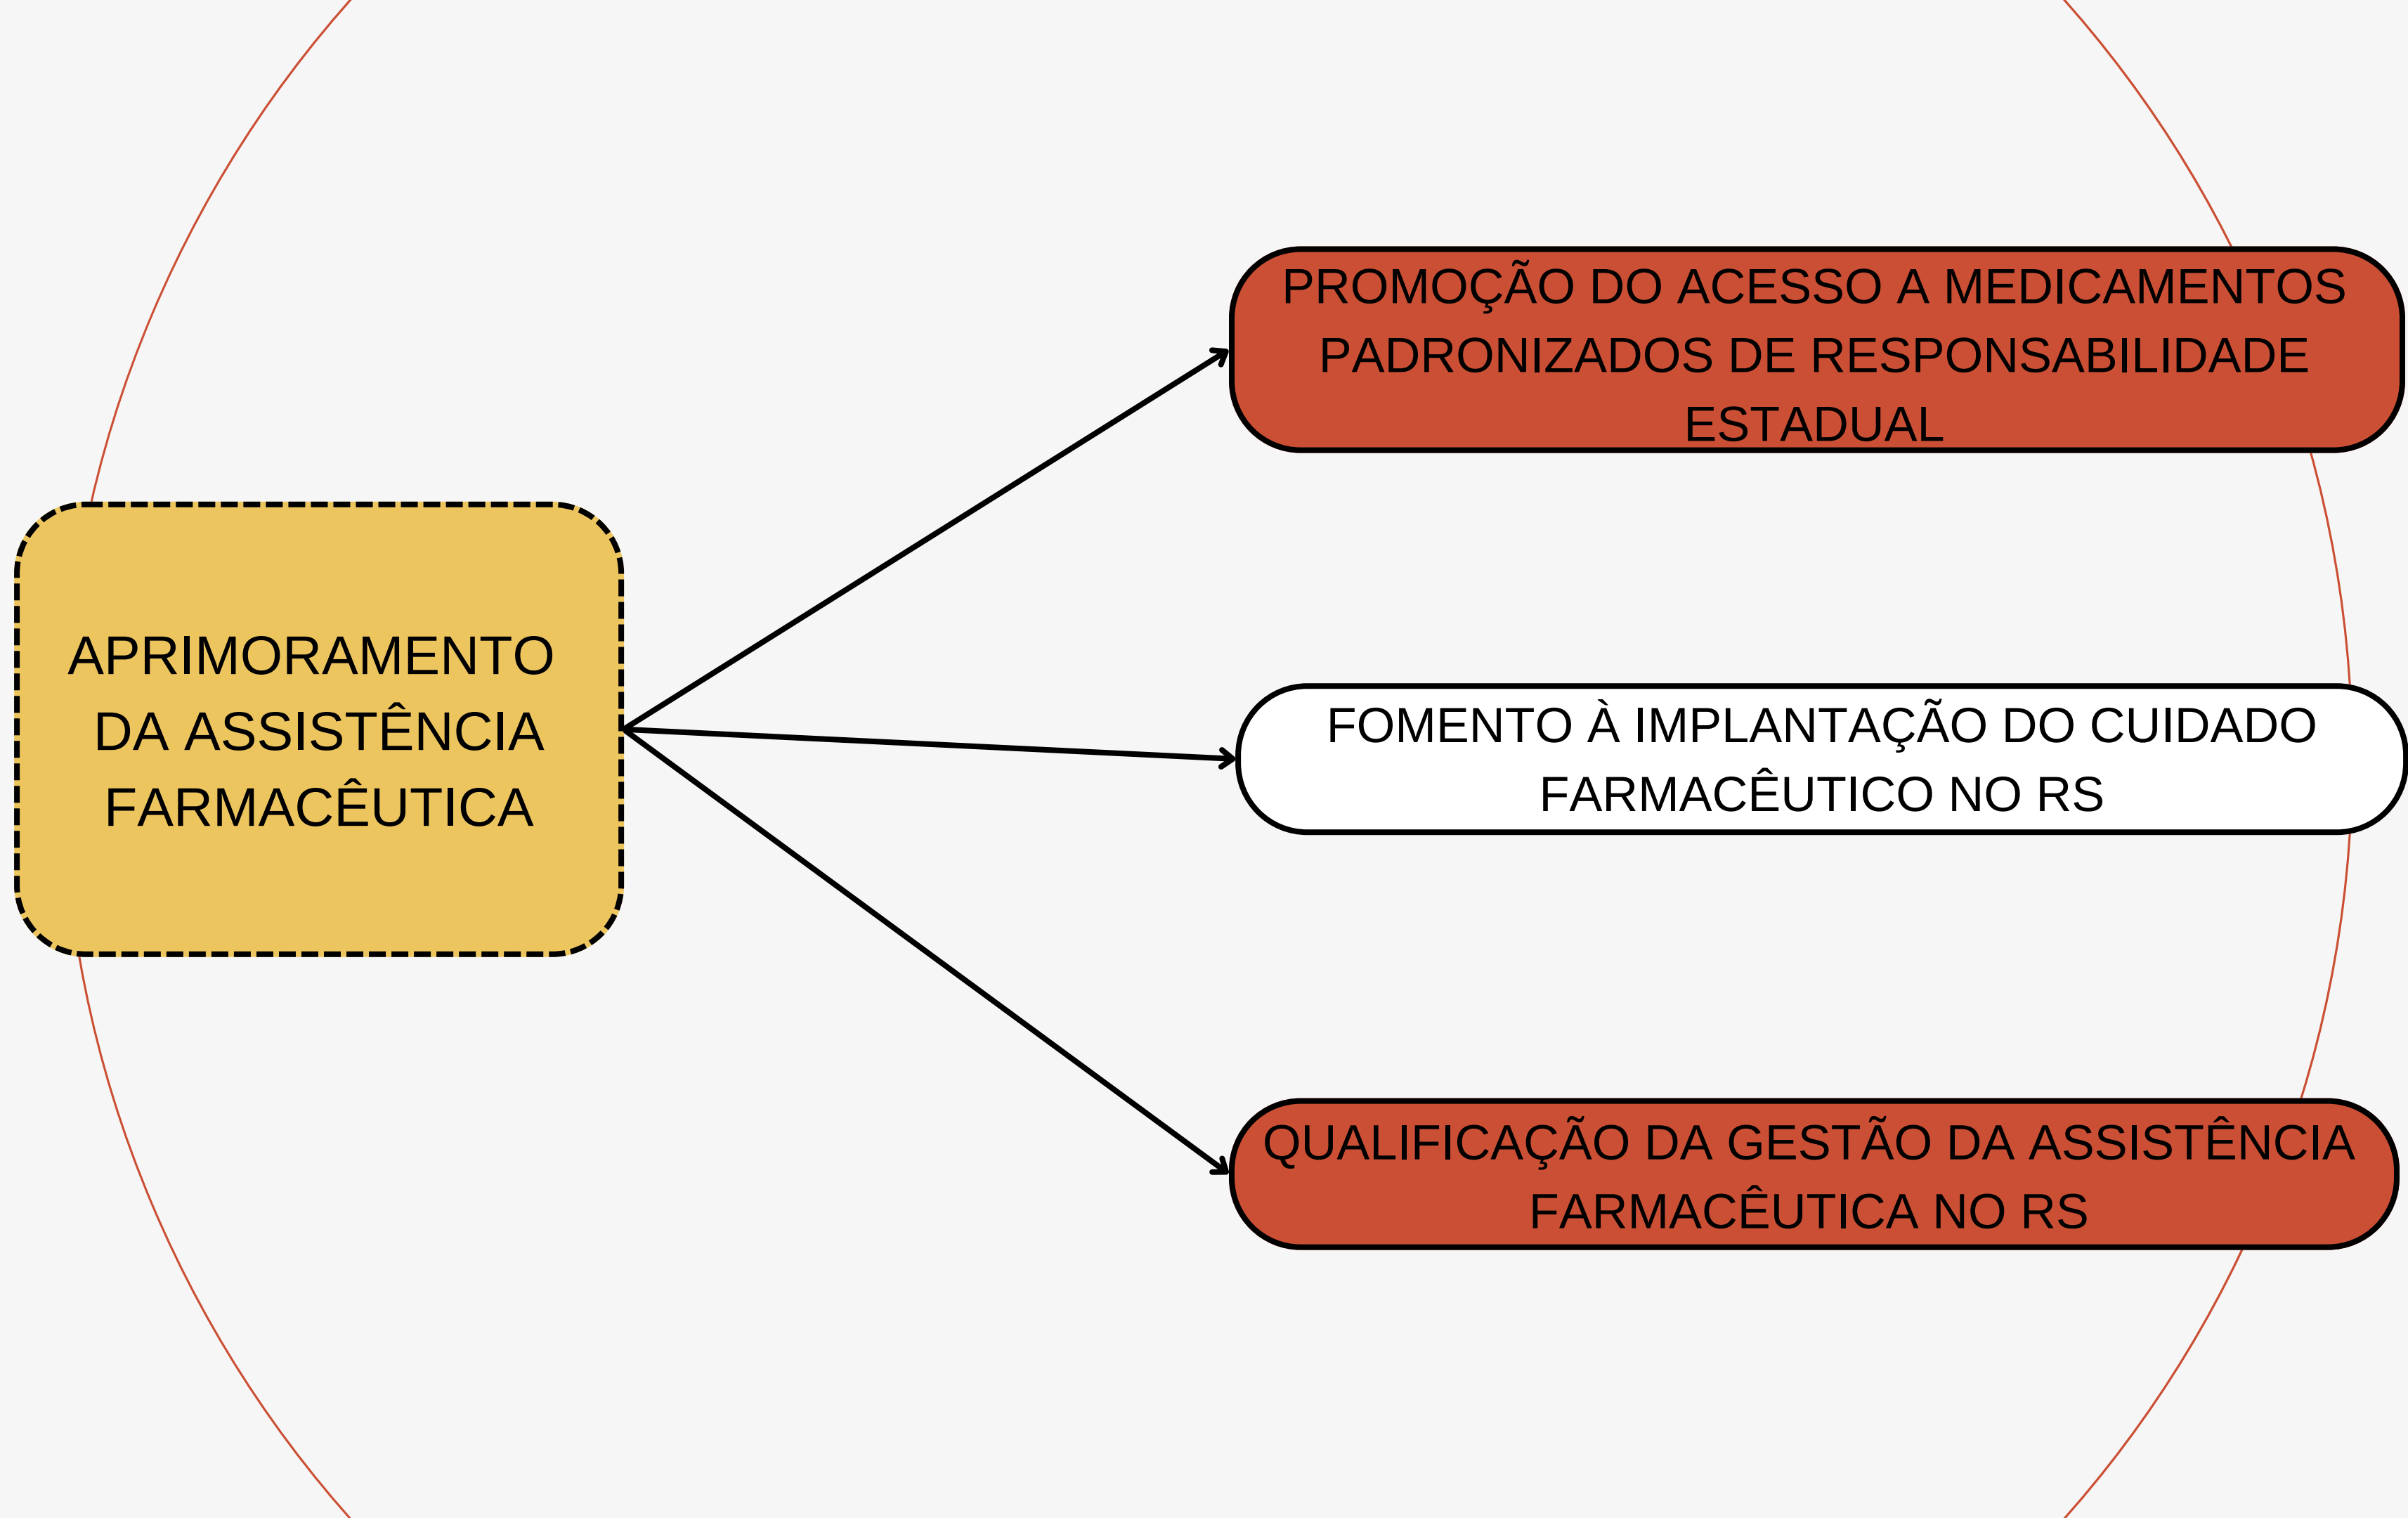 APRIMORAMENTO
DA ASSISTÊNCIA
FARMACÊUTICA
PROMOÇÃO DO ACESSO A MEDICAMENTOS
PADRONIZADOS DE RESPONSABILIDADE
ESTADUAL
FOMENTO À IMPLANTAÇÃO DO CUIDADO
FARMACÊUTICO NO RS
QUALIFICAÇÃO DA GESTÃO DA ASSISTÊNCIA
FARMACÊUTICA NO RS